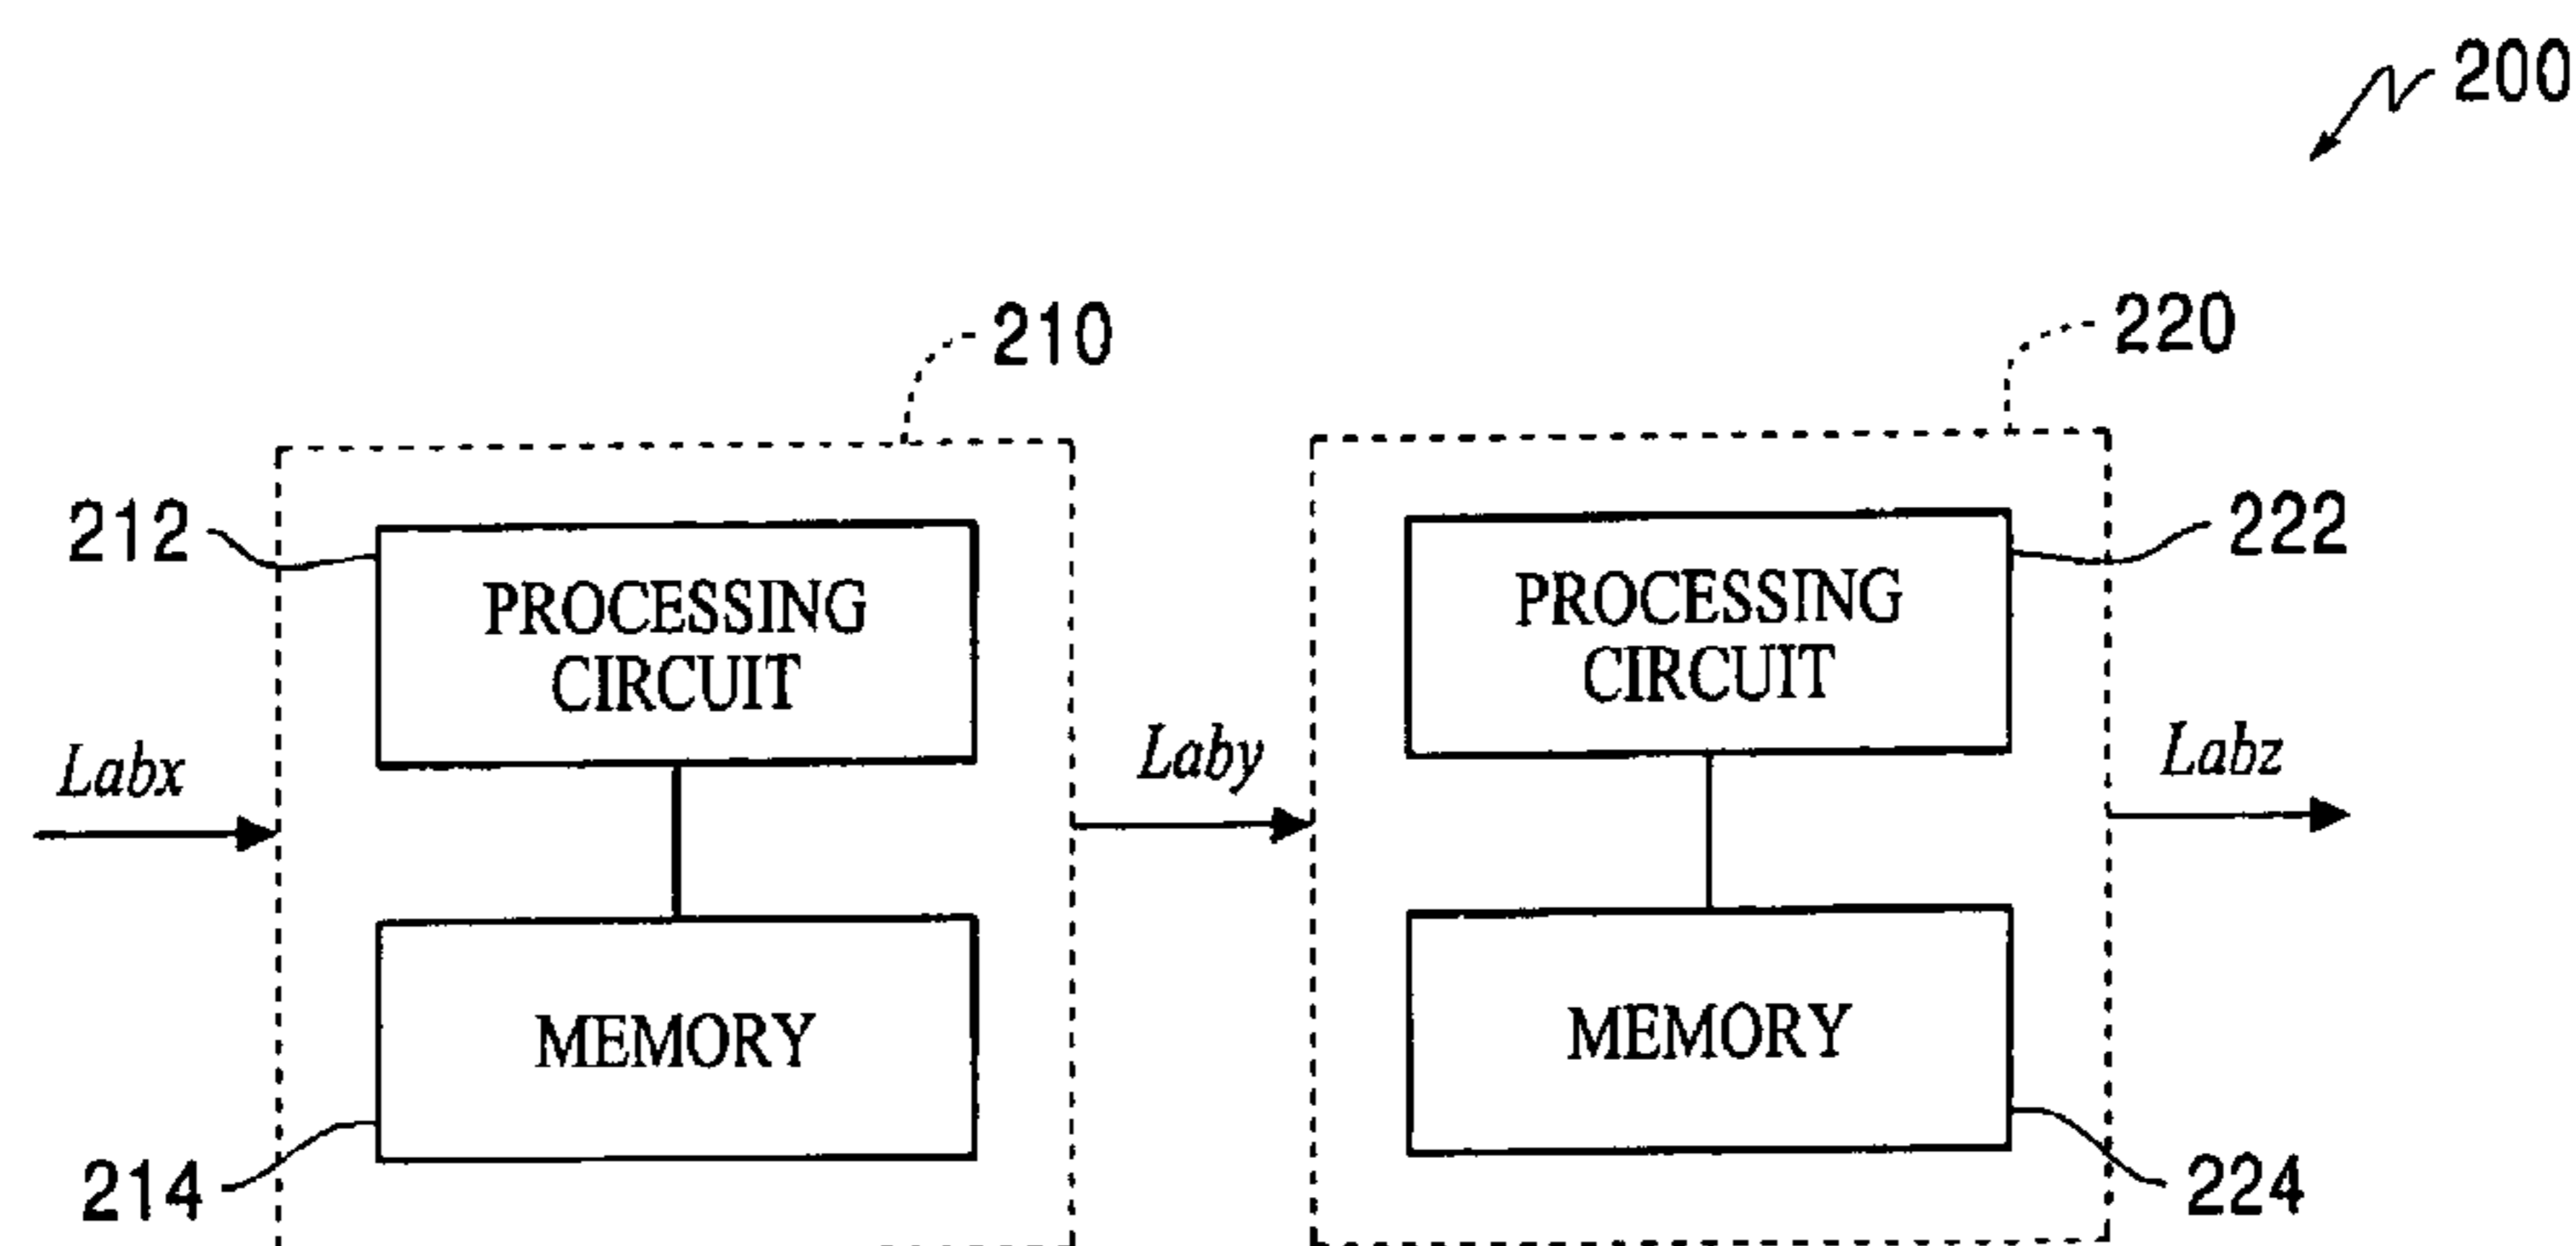 200
210
220
212
PROCESSING
CIRCUIT
PROCESSING
CIRCUIT
222
Labx
Laby
Labz
MEMORY
MEMORY
214
224